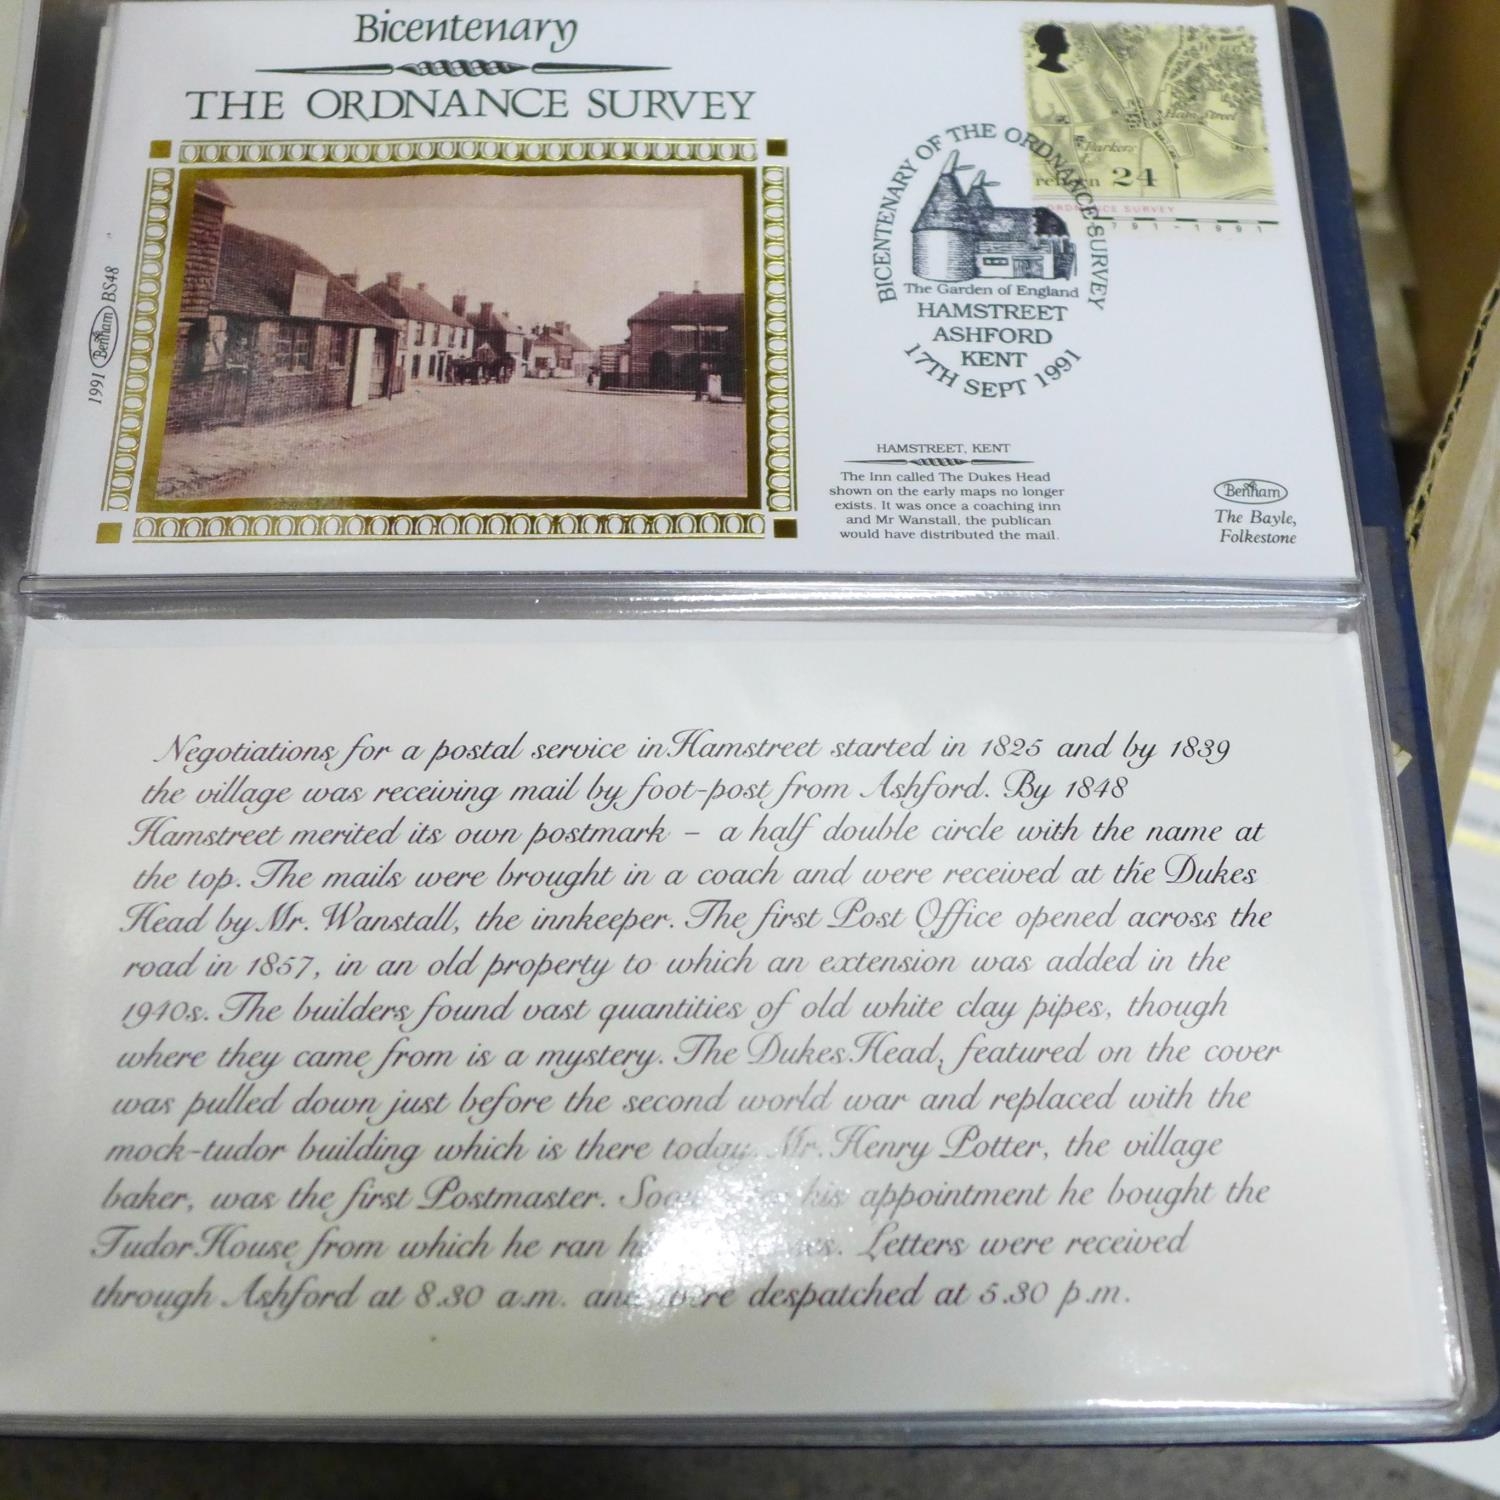 Bicentenary
THE ORDNANCE SURVEY
1991 Benham BS48
Ham Street
Parkers
24
ORDNANCE SURVEY
1791-1991
BICENTENARY OF THE ORDNANCE SURVEY
The Garden of England
HAMSTREET
ASHFORD
KENT
17TH SEPT 1991
HAMSTREET, KENT
The Inn called The Dukes Head
shown on the early maps no longer
exists. It was once a coaching inn
and Mr Wanstall, the publican
would have distributed the mail.
Benham
The Bayle,
Folkestone
Negotiations for a postal service in Hamstreet started in 1825 and by 1839
the village was receiving mail by foot-post from Ashford. By 1848
Hamstreet merited its own postmark – a half double circle with the name at
the top. The mails were brought in a coach and were received at the Dukes
Head by Mr. Wanstall, the innkeeper. The first Post Office opened across the
road in 1857, in an old property to which an extension was added in the
1940s. The builders found vast quantities of old white clay pipes, though
where they came from is a mystery. The Dukes Head, featured on the cover
was pulled down just before the second world war and replaced with the
mock-tudor building which is there today. Mr. Henry Potter, the village
baker, was the first Postmaster. his appointment he bought the
Tudor House from which he ran Letters were received
through Ashford at 8.30 a.m. and were despatched at 5.30 p.m.